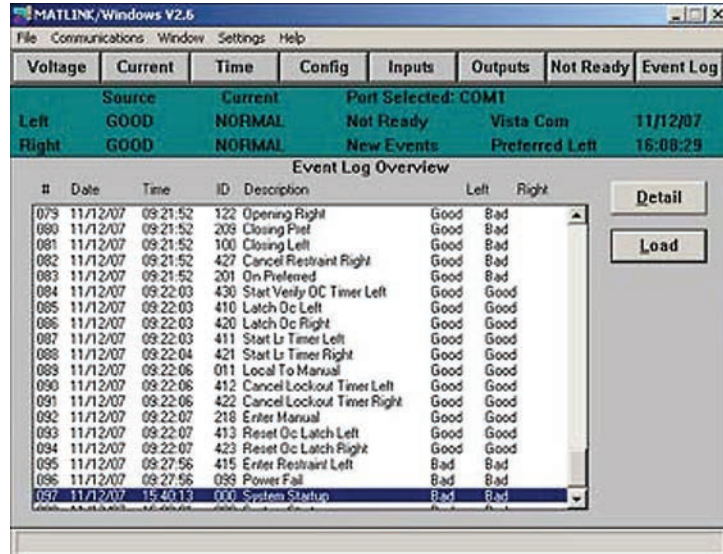 MATLINK/Windows V2.6
File Communications Window Settings Help
Voltage Current Time Config Inputs Outputs Not Ready Event Log
Source Current Port Selected: COM1
Left GOOD NORMAL Not Ready Vista Com 11/12/07
Right GOOD NORMAL New Events Preferred Left 16:08:29
Event Log Overview
# Date Time ID Description Left Right
Detail
Load
079 11/12/07 09:21:52 122 Opening Right Good Bad
080 11/12/07 09:21:52 209 Closing Pref Good Bad
081 11/12/07 09:21:52 100 Closing Left Good Bad
082 11/12/07 09:21:52 427 Cancel Restraint Right Good Bad
083 11/12/07 09:21:52 201 On Preferred Good Bad
084 11/12/07 09:22:03 430 Start Verify OC Timer Left Good Good
085 11/12/07 09:22:03 410 Latch Oc Left Good Good
086 11/12/07 09:22:03 420 Latch Oc Right Good Good
087 11/12/07 09:22:03 411 Start Lr Timer Left Good Good
088 11/12/07 09:22:04 421 Start Lr Timer Right Good Good
089 11/12/07 09:22:06 011 Local To Manual Good Good
090 11/12/07 09:22:06 412 Cancel Lockout Timer Left Good Good
091 11/12/07 09:22:06 422 Cancel Lockout Timer Right Good Good
092 11/12/07 09:22:07 218 Enter Manual Good Good
093 11/12/07 09:22:07 413 Reset Oc Latch Left Good Good
094 11/12/07 09:22:07 423 Reset Oc Latch Right Good Good
095 11/12/07 09:27:56 415 Enter Restraint Left Bad Bad
096 11/12/07 09:27:56 099 Power Fail Bad Bad
097 11/12/07 15:40:13 000 System Startup Bad Bad